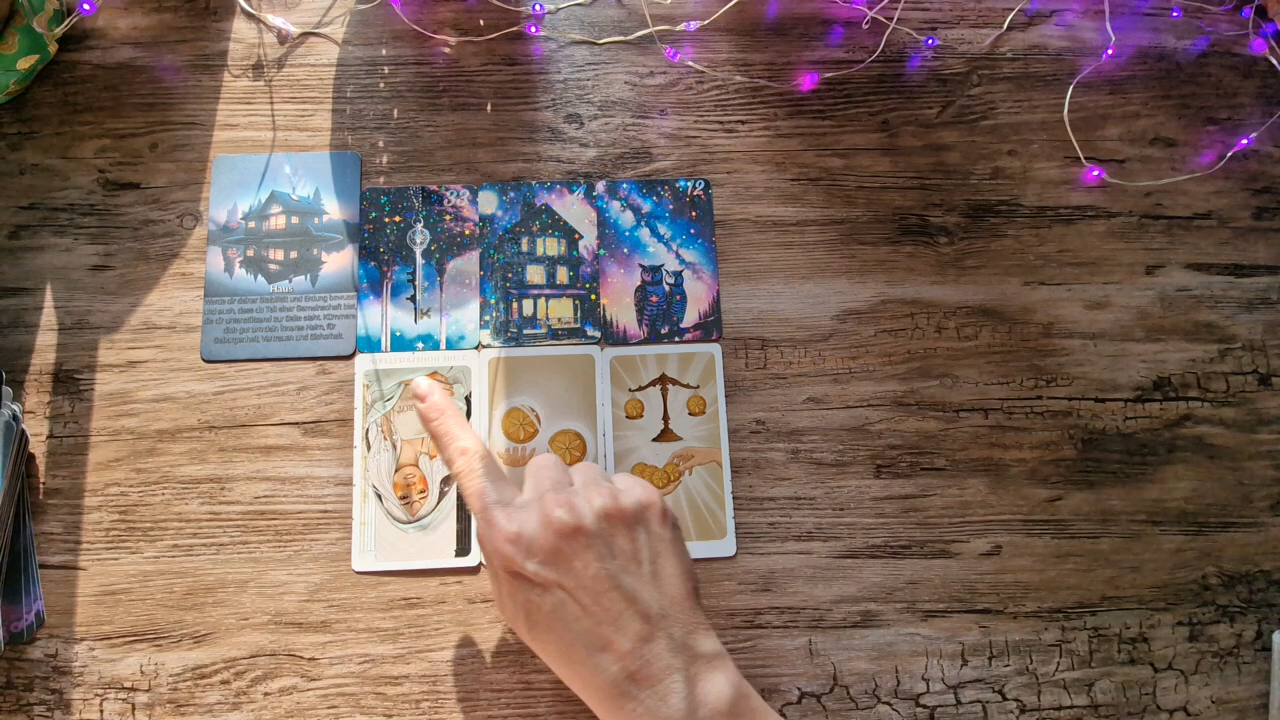 33
4
12
Haus
Werde dir deiner Stabilität und Erdung bewusst
und auch, dass du Teil einer Gemeinschaft bist,
die dir unterstützend zur Seite steht. Kümmere
dich gut um dein inneres Heim, für
Geborgenheit, Vertrauen und Sicherheit.